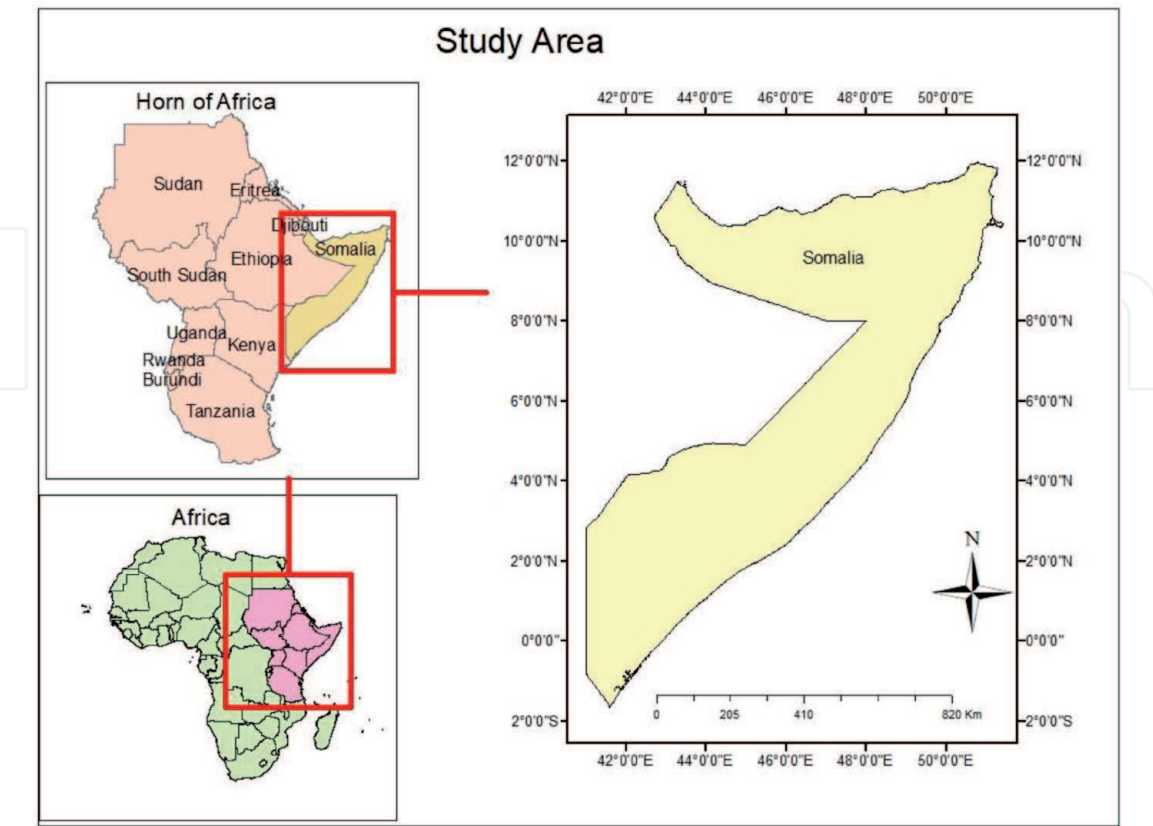 Study Area
Horn of Africa
Sudan
Eritrea
Djibouti
Somalia
Ethiopia
South Sudan
Uganda
Kenya
Rwanda
Burundi
Tanzania
Africa
42°0'0"E 44°0'0"E 46°0'0"E 48°0'0"E 50°0'0"E
12°0'0"N 12°0'0"N
10°0'0"N 10°0'0"N
Somalia
8°0'0"N 8°0'0"N
6°0'0"N 6°0'0"N
4°0'0"N 4°0'0"N
N
2°0'0"N 2°0'0"N
0°0'0" 0°0'0"
0 205 410 820 Km
2°0'0"S 2°0'0"S
42°0'0"E 44°0'0"E 46°0'0"E 48°0'0"E 50°0'0"E